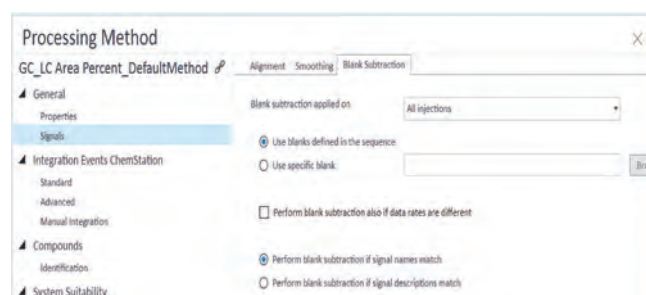 Processing Method
GC_LC Area Percent_DefaultMethod
General
Properties
Signals
Integration Events ChemStation
Standard
Advanced
Manual Integration
Compounds
Identification
System Suitability
Alignment Smoothing Blank Subtraction
Blank subtraction applied on All injections
Use blanks defined in the sequence
Use specific blank
Perform blank subtraction also if data rates are different
Perform blank subtraction if signal names match
Perform blank subtraction if signal descriptions match